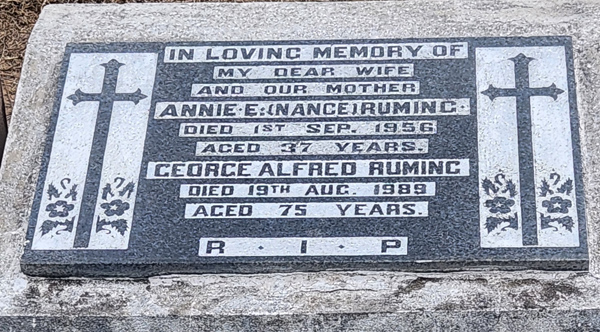 IN LOVING MEMORY OF
MY DEAR WIFE
AND OUR MOTHER
ANNIE·E·(NANCE) RUMING·
DIED 1ST SEP. 1956
AGED 37 YEARS.
GEORGE ALFRED RUMING
DIED 19TH AUG. 1989
AGED 75 YEARS.
R · I · P